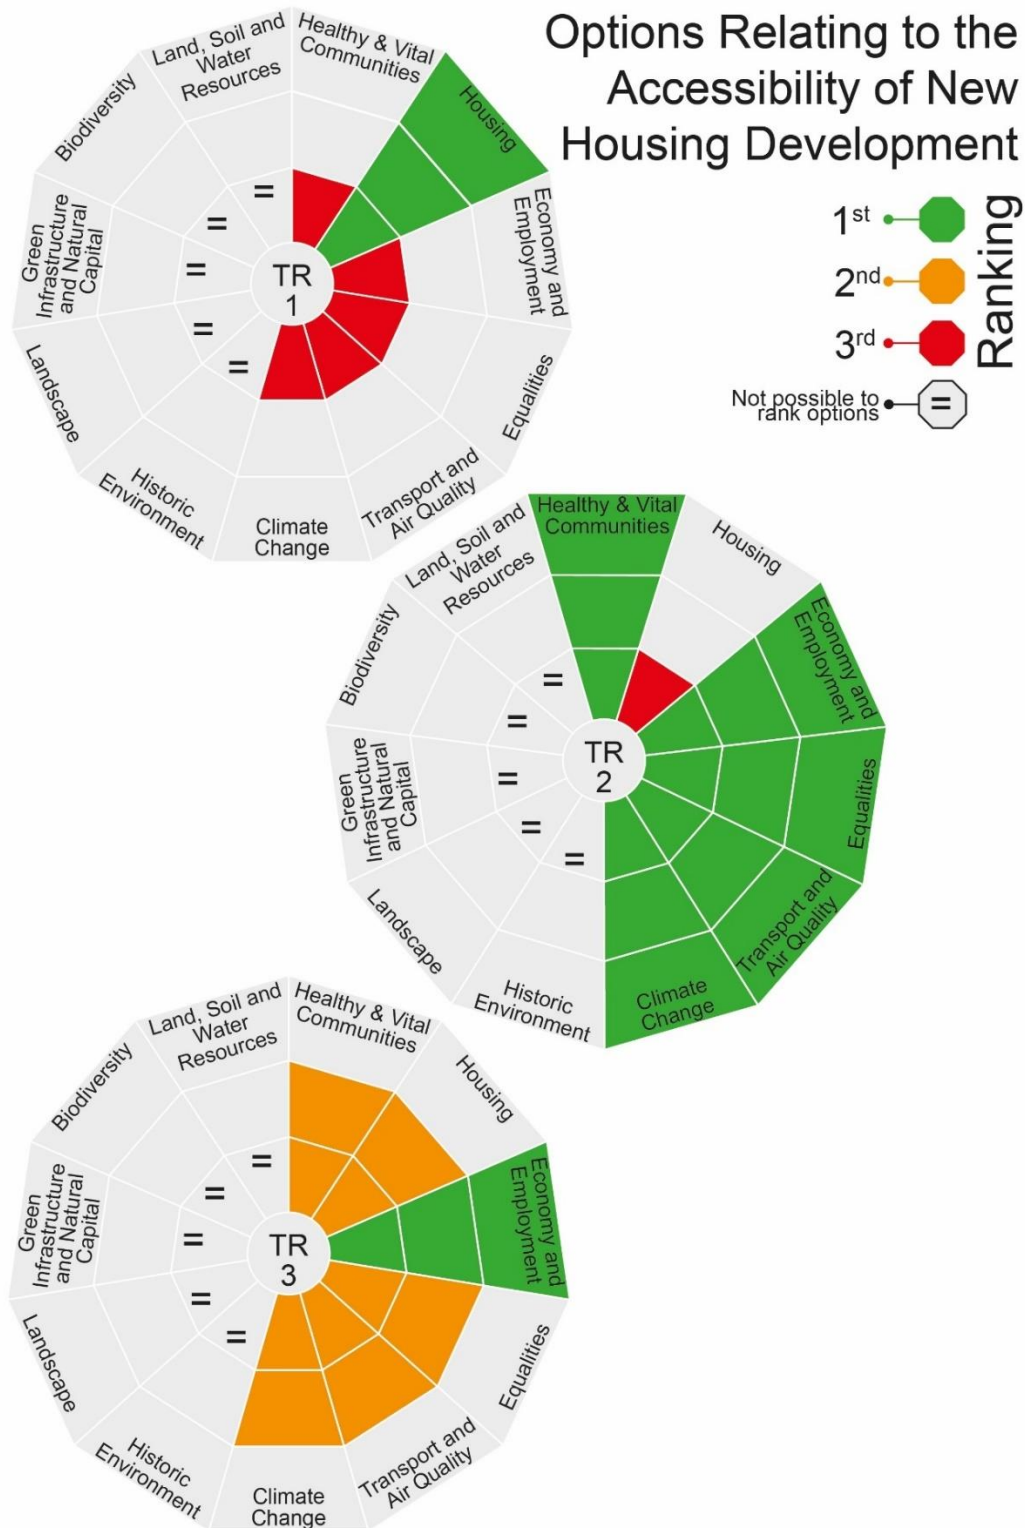 Options Relating to the
Accessibility of New
Housing Development
1st
2nd
3rd
Ranking
Not possible to
rank options
=
Healthy & Vital
Communities
Housing
Economy and
Employment
Equalities
Transport and
Air Quality
Climate
Change
Historic
Environment
Landscape
Green
Infrastructure
and Natural
Capital
Biodiversity
Land, Soil and
Water
Resources
=
=
=
=
=
TR
1
Healthy & Vital
Communities
Housing
Economy and
Employment
Equalities
Transport and
Air Quality
Climate
Change
Historic
Environment
Landscape
Green
Infrastructure
and Natural
Capital
Biodiversity
Land, Soil and
Water
Resources
=
=
=
=
=
TR
2
Healthy & Vital
Communities
Housing
Economy and
Employment
Equalities
Transport and
Air Quality
Climate
Change
Historic
Environment
Landscape
Green
Infrastructure
and Natural
Capital
Biodiversity
Land, Soil and
Water
Resources
=
=
=
=
=
TR
3